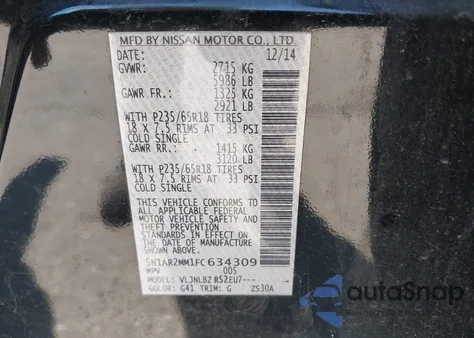 MFD BY NISSAN MOTOR CO., LTD.
DATE: 12/14
GVWR: 2715 KG
5986 LB
GAWR FR.: 1325 KG
2921 LB
WITH P235/65R18 TIRES
18 X 7.5 RIMS AT 33 PSI
COLD SINGLE
GAWR RR.: 1415 KG
3120 LB
WITH P235/65R18 TIRES
18 X 7.5 RIMS AT 33 PSI
COLD SINGLE
THIS VEHICLE CONFORMS TO
ALL APPLICABLE FEDERAL
MOTOR VEHICLE SAFETY AND
THEFT PREVENTION
STANDARDS IN EFFECT ON
THE DATE OF MANUFACTURE
SHOWN ABOVE.
5N1AR2MM1FC634309
MPV 005
MODEL: VLJNLBZ R52EU7---
COLOR: G41 TRIM: G ZS30A
autoSnap